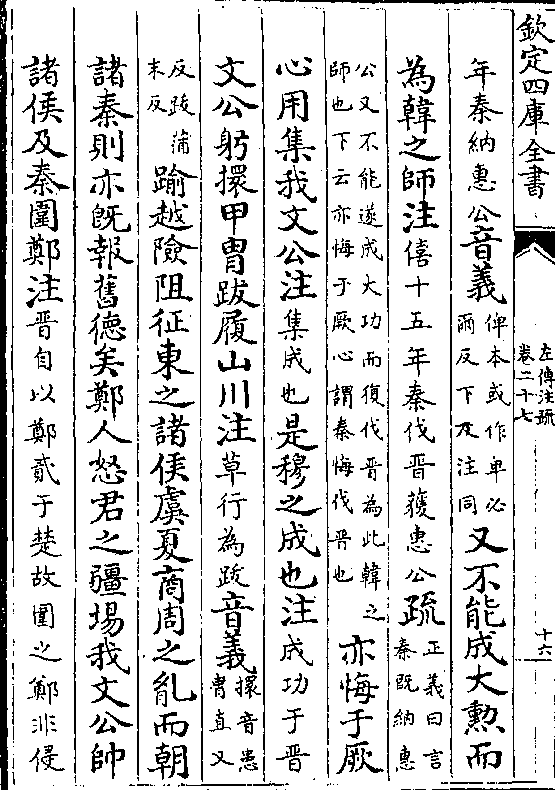 欽定四庫全書
左傳注疏
卷二十七
十六
年秦納惠公音義俾本或作卑必爾反下及注同又不能成大勲而
為韓之師注僖十五年秦伐晉獲惠公疏正義曰言秦既納惠
公又不能遂成大功而復伐晉為此韓之師也下云亦悔于厥心謂秦悔伐晉也亦悔于厥
心用集我文公注集成也是穆之成也注成功于晉
文公躬擐甲冑跋履山川注草行為跋音義擐音患冑直又
反跋蒲末反踰越險阻征東之諸侯虞夏商周之亂而朝
諸秦則亦既報舊德矣鄭人怒君之疆埸我文公帥
諸侯及秦圍鄭注晉自以鄭貳于楚故圍之鄭非侵